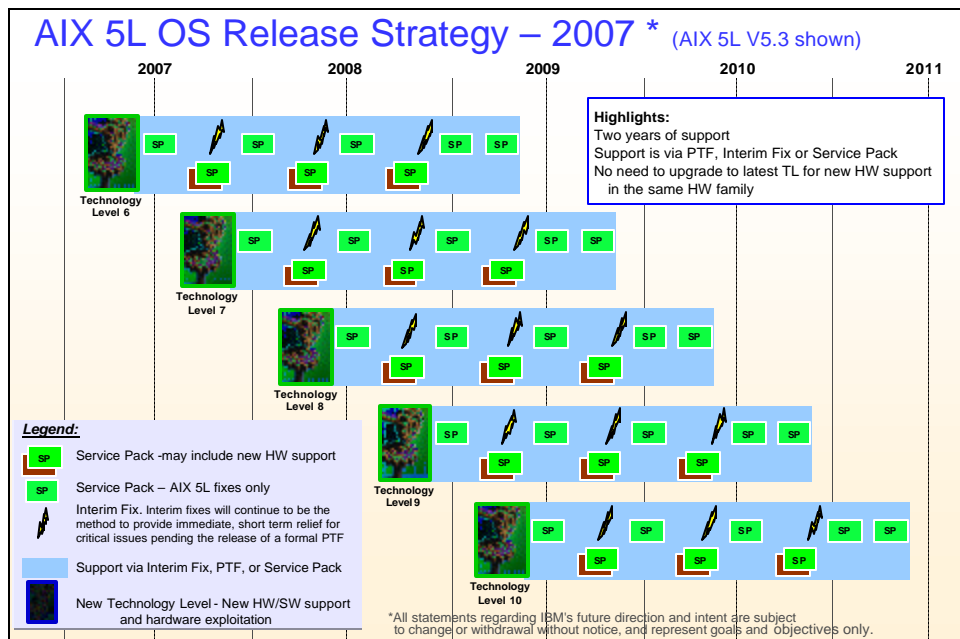 AIX 5L OS Release Strategy – 2007 * (AIX 5L V5.3 shown)
2007 2008 2009 2010 2011
Highlights:
Two years of support
Support is via PTF, Interim Fix or Service Pack
No need to upgrade to latest TL for new HW support
in the same HW family
SP SP SP SP SP
SP SP SP
Technology
Level 6
SP SP SP SP SP
SP SP SP
Technology
Level 7
SP SP SP SP SP
SP SP SP
Technology
Level 8
SP SP SP SP SP
SP SP SP
Technology
Level 9
SP SP SP SP SP
SP SP SP
Technology
Level 10
Legend:
SP Service Pack -may include new HW support
SP Service Pack – AIX 5L fixes only
Interim Fix. Interim fixes will continue to be the
method to provide immediate, short term relief for
critical issues pending the release of a formal PTF
Support via Interim Fix, PTF, or Service Pack
New Technology Level - New HW/SW support
and hardware exploitation
*All statements regarding IBM's future direction and intent are subject
to change or withdrawal without notice, and represent goals and objectives only.